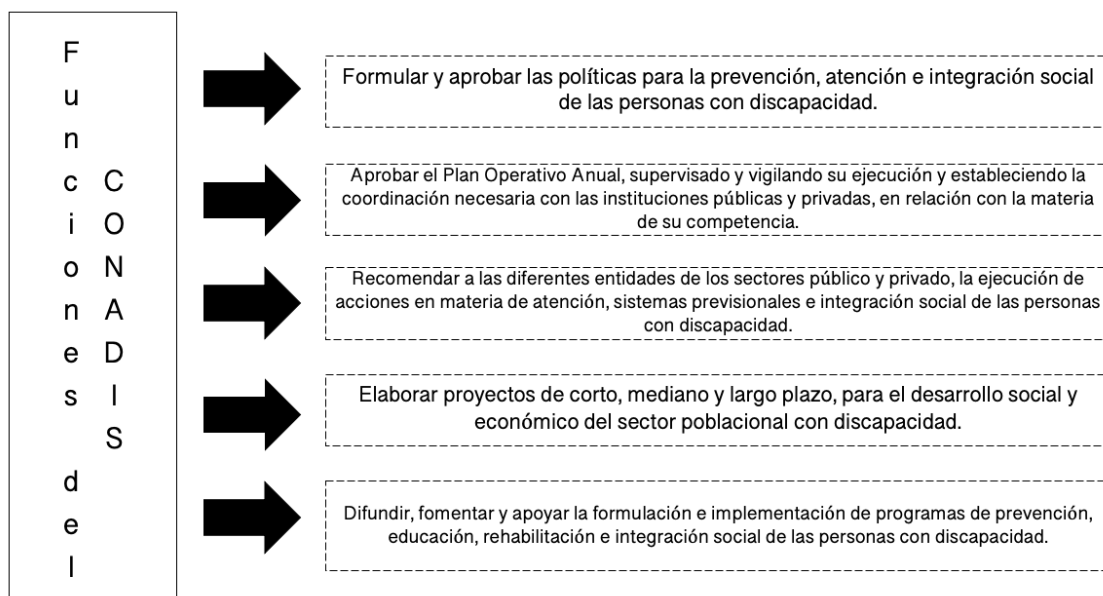 Funciones del
CONADIS
Formular y aprobar las políticas para la prevención, atención e integración social
de las personas con discapacidad.
Aprobar el Plan Operativo Anual, supervisado y vigilando su ejecución y estableciendo la
coordinación necesaria con las instituciones públicas y privadas, en relación con la materia
de su competencia.
Recomendar a las diferentes entidades de los sectores público y privado, la ejecución de
acciones en materia de atención, sistemas previsionales e integración social de las personas
con discapacidad.
Elaborar proyectos de corto, mediano y largo plazo, para el desarrollo social y
económico del sector poblacional con discapacidad.
Difundir, fomentar y apoyar la formulación e implementación de programas de prevención,
educación, rehabilitación e integración social de las personas con discapacidad.